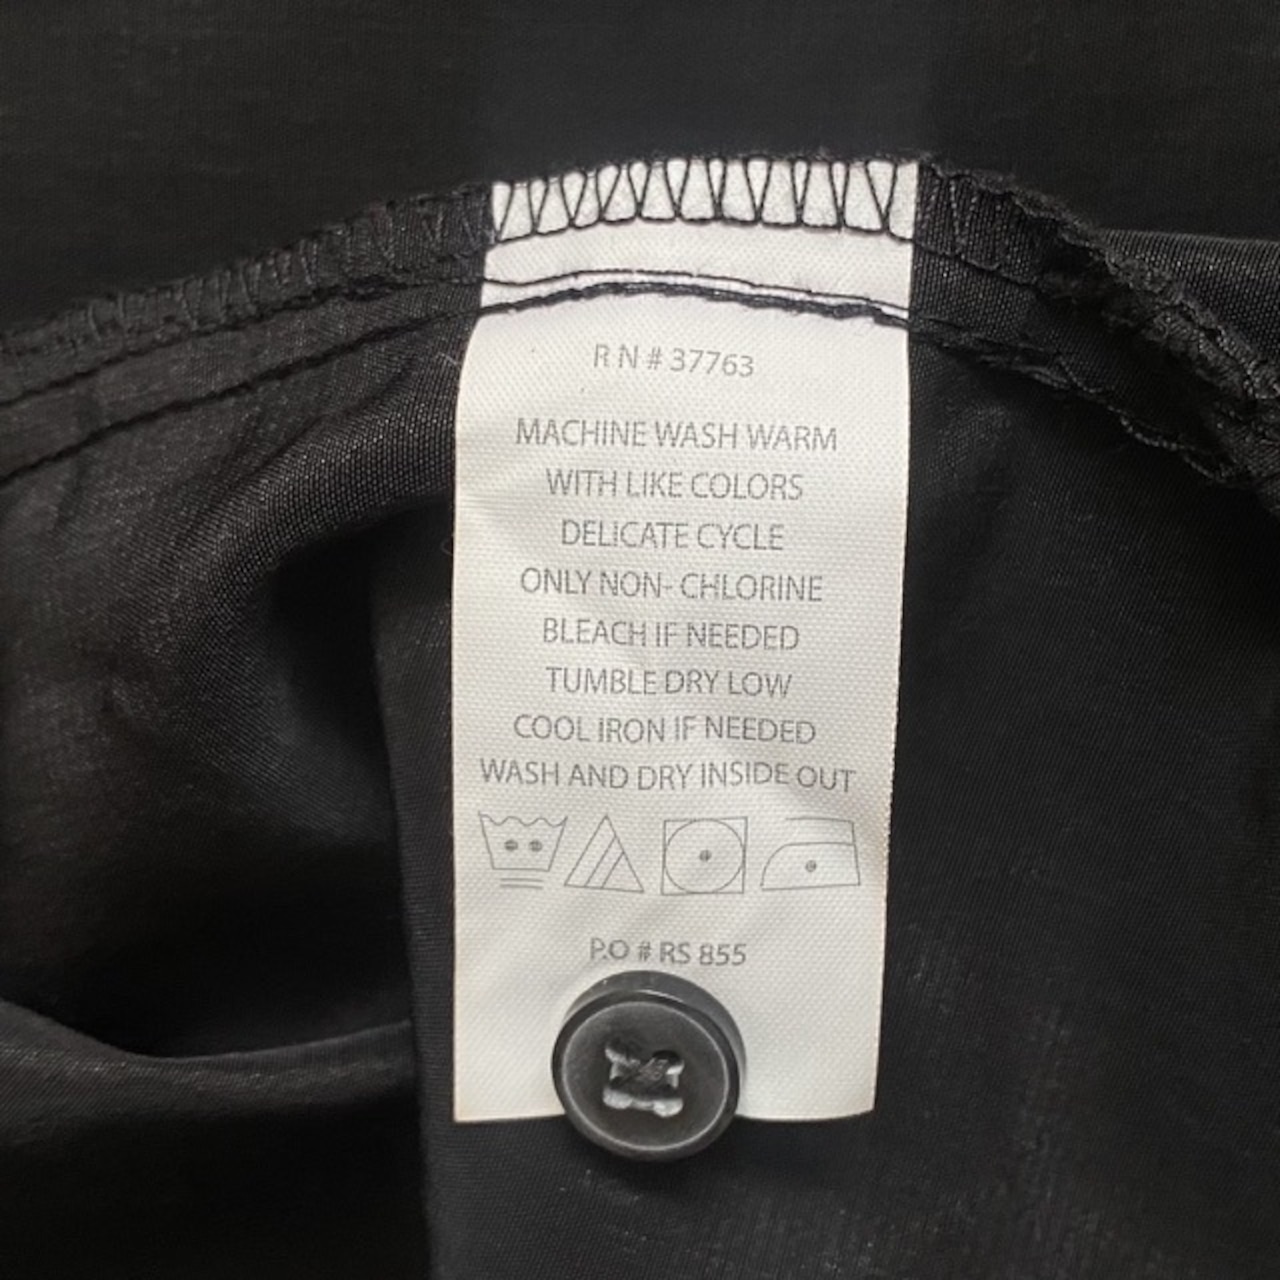 RN # 37763
MACHINE WASH WARM
WITH LIKE COLORS
DELICATE CYCLE
ONLY NON- CHLORINE
BLEACH IF NEEDED
TUMBLE DRY LOW
COOL IRON IF NEEDED
WASH AND DRY INSIDE OUT
P.O # RS 855